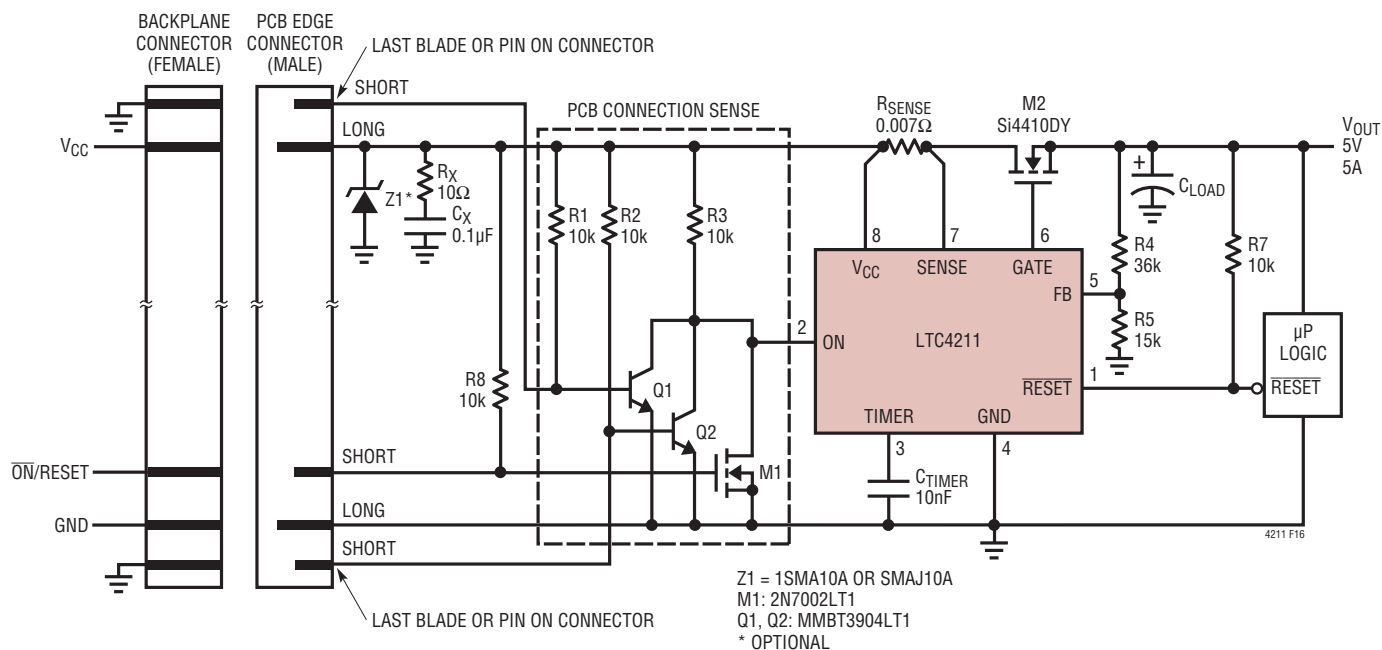 BACKPLANE
CONNECTOR
(FEMALE)
PCB EDGE
CONNECTOR
(MALE)
LAST BLADE OR PIN ON CONNECTOR
SHORT
LONG
VCC
Z1*
RX
10Ω
CX
0.1µF
PCB CONNECTION SENSE
R1
10k
R2
10k
R3
10k
R8
10k
Q1
Q2
M1
RSENSE
0.007Ω
M2
Si4410DY
VOUT
5V
5A
CLOAD
R4
36k
R5
15k
R7
10k
8
7
6
VCC
SENSE
GATE
5
FB
2
ON
LTC4211
1
RESET
TIMER
GND
3
4
CTIMER
10nF
µP
LOGIC
RESET
ON/RESET
SHORT
GND
LONG
SHORT
LAST BLADE OR PIN ON CONNECTOR
4211 F16
Z1 = 1SMA10A OR SMAJ10A
M1: 2N7002LT1
Q1, Q2: MMBT3904LT1
* OPTIONAL